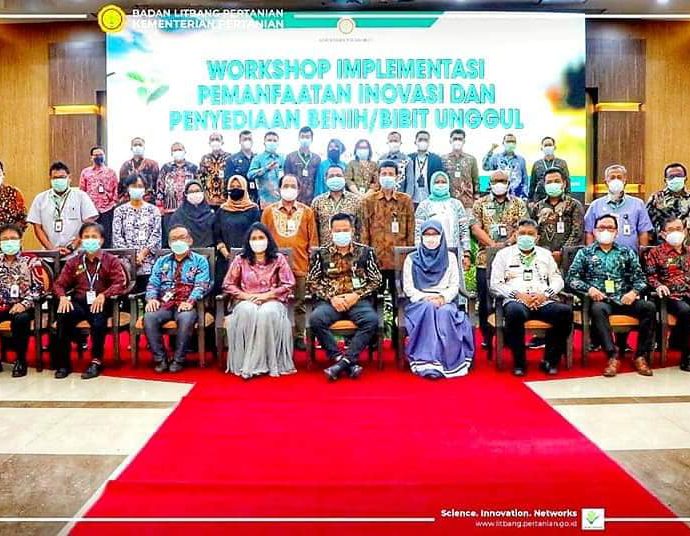 BADAN LITBANG PERTANIAN
KEMENTERIAN PERTANIAN
WORKSHOP IMPLEMENTASI
PEMANFAATAN INOVASI DAN
PENYEDIAAN BENIH/BIBIT UNGGUL
Science. Innovation. Networks
www.litbang.pertanian.go.id